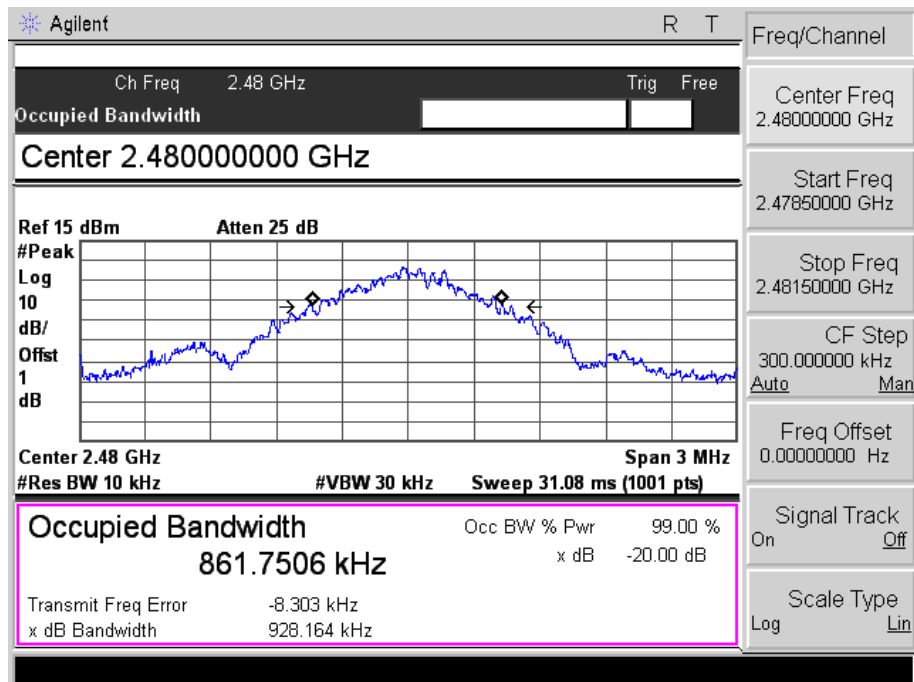 Agilent R T
Ch Freq 2.48 GHz Trig Free
Occupied Bandwidth
Center 2.480000000 GHz
Ref 15 dBm Atten 25 dB
#Peak
Log
10
dB/
Offst
1
dB
Center 2.48 GHz Span 3 MHz
#Res BW 10 kHz #VBW 30 kHz Sweep 31.08 ms (1001 pts)
Occupied Bandwidth
861.7506 kHz
Occ BW % Pwr 99.00 %
x dB -20.00 dB
Transmit Freq Error -8.303 kHz
x dB Bandwidth 928.164 kHz
Freq/Channel
Center Freq
2.48000000 GHz
Start Freq
2.47850000 GHz
Stop Freq
2.48150000 GHz
CF Step
300.000000 kHz
Auto Man
Freq Offset
0.00000000 Hz
Signal Track
On Off
Scale Type
Log Lin